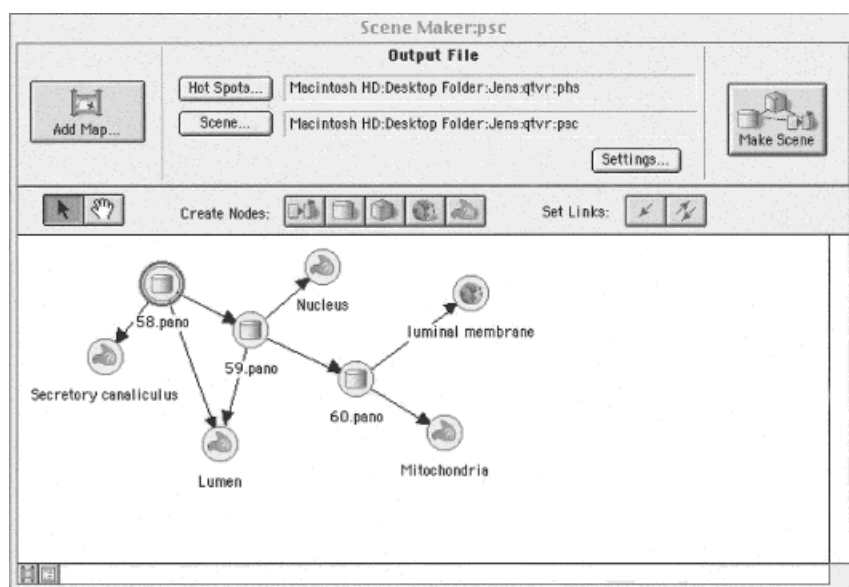 Scene Maker:psc
Output File
Add Map...
Hot Spots...
Macintosh HD:Desktop Folder:Jens:qtvr:phs
Scene...
Macintosh HD:Desktop Folder:Jens:qtvr:psc
Settings...
Make Scene
Create Nodes:
Set Links:
Nucleus
58.pano
luminal membrane
59.pano
Secretory canaliculus
60.pano
Lumen
Mitochondria